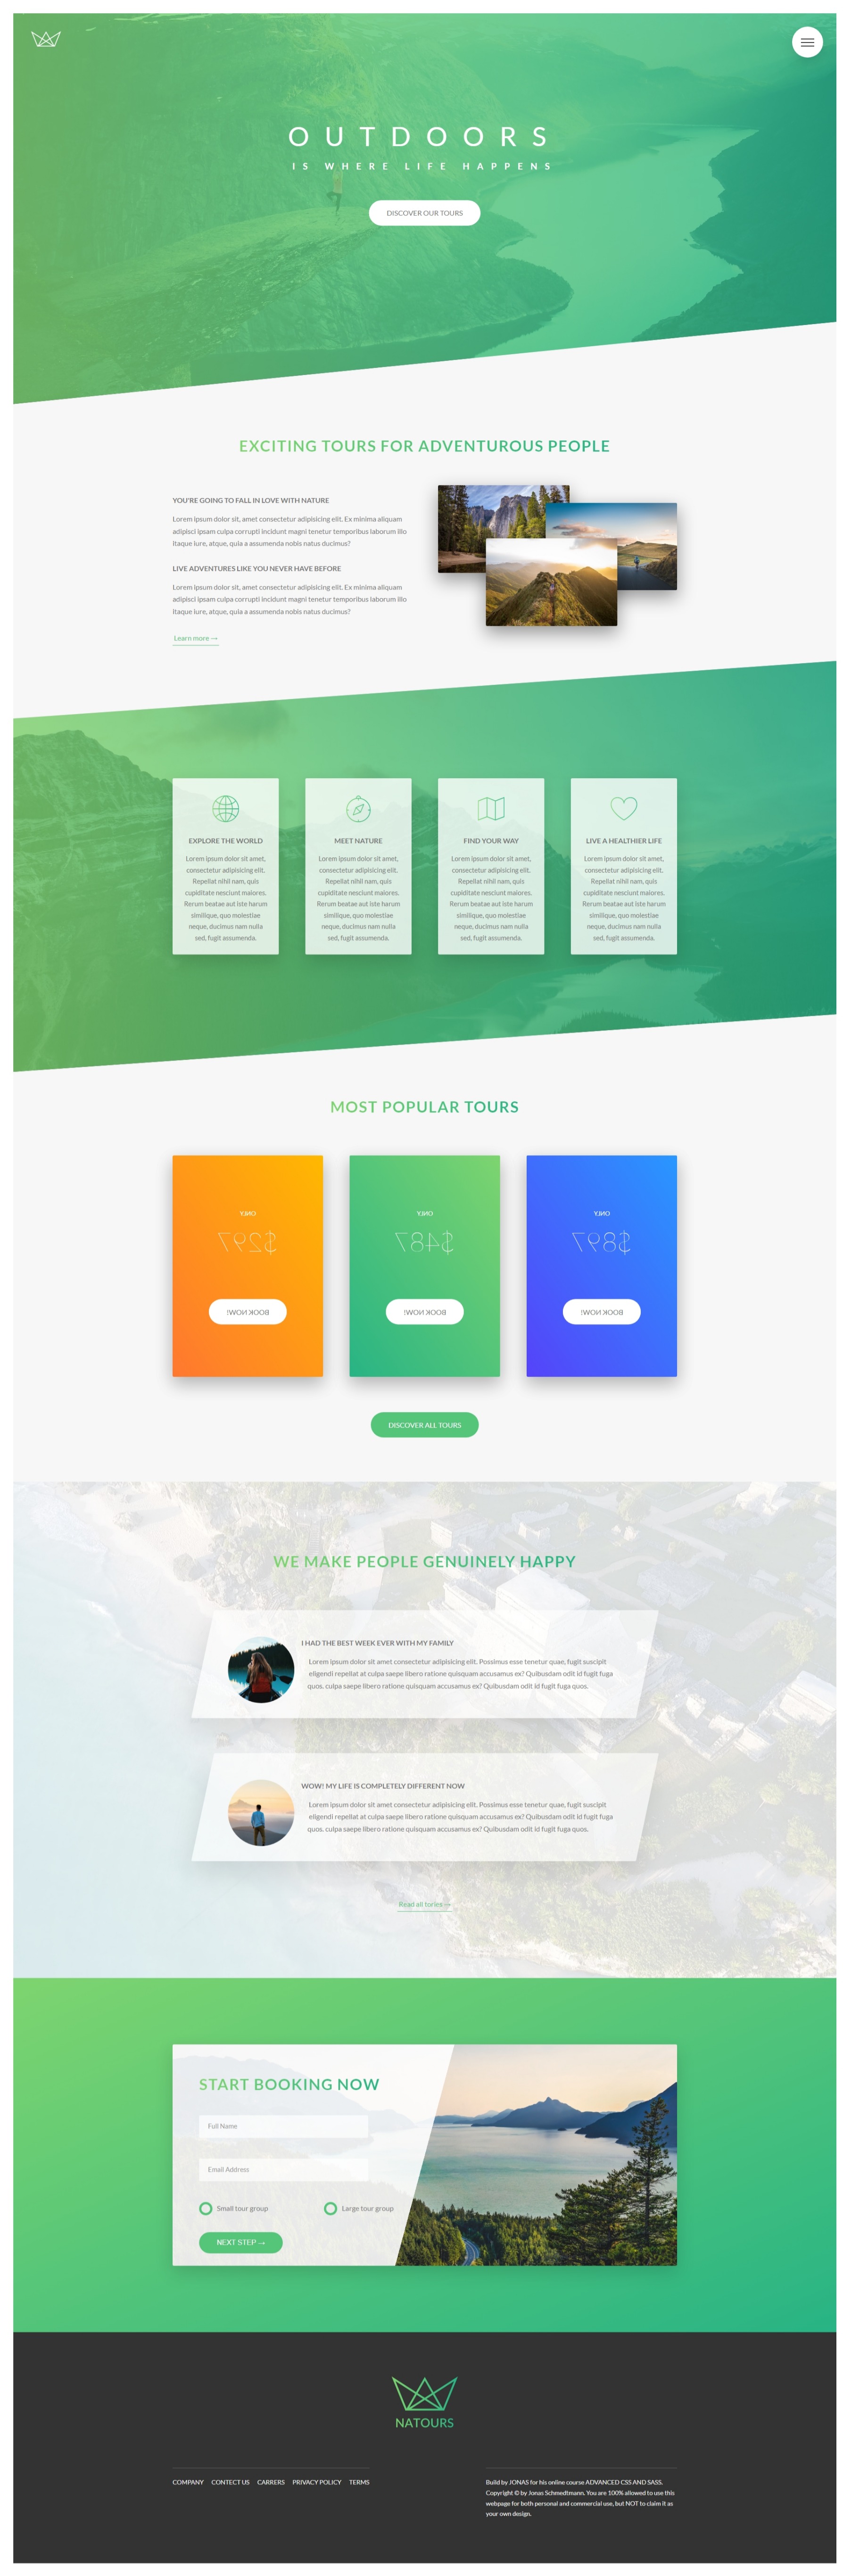 OUTDOORS
IS WHERE LIFE HAPPENS
DISCOVER OUR TOURS
EXCITING TOURS FOR ADVENTUROUS PEOPLE
YOU'RE GOING TO FALL IN LOVE WITH NATURE
Lorem ipsum dolor sit, amet consectetur adipisicing elit. Ex minima aliquam
adipisci ipsam culpa corrupti incidunt magni tenetur temporibus laborum illo
itaque iure, atque, quia a assumenda nobis natus ducimus?
LIVE ADVENTURES LIKE YOU NEVER HAVE BEFORE
Lorem ipsum dolor sit, amet consectetur adipisicing elit. Ex minima aliquam
adipisci ipsam culpa corrupti incidunt magni tenetur temporibus laborum illo
itaque iure, atque, quia a assumenda nobis natus ducimus?
Learn more →
EXPLORE THE WORLD
Lorem ipsum dolor sit amet,
consectetur adipisicing elit.
Repellat nihil nam, quis
cupiditate nesciunt maiores.
Rerum beatae aut iste harum
similique, quo molestiae
neque, ducimus nam nulla
sed, fugit assumenda.
MEET NATURE
Lorem ipsum dolor sit amet,
consectetur adipisicing elit.
Repellat nihil nam, quis
cupiditate nesciunt maiores.
Rerum beatae aut iste harum
similique, quo molestiae
neque, ducimus nam nulla
sed, fugit assumenda.
FIND YOUR WAY
Lorem ipsum dolor sit amet,
consectetur adipisicing elit.
Repellat nihil nam, quis
cupiditate nesciunt maiores.
Rerum beatae aut iste harum
similique, quo molestiae
neque, ducimus nam nulla
sed, fugit assumenda.
LIVE A HEALTHIER LIFE
Lorem ipsum dolor sit amet,
consectetur adipisicing elit.
Repellat nihil nam, quis
cupiditate nesciunt maiores.
Rerum beatae aut iste harum
similique, quo molestiae
neque, ducimus nam nulla
sed, fugit assumenda.
MOST POPULAR TOURS
ONLY
$297
BOOK NOW!
ONLY
$487
BOOK NOW!
ONLY
$897
BOOK NOW!
DISCOVER ALL TOURS
WE MAKE PEOPLE GENUINELY HAPPY
I HAD THE BEST WEEK EVER WITH MY FAMILY
Lorem ipsum dolor sit amet consectetur adipisicing elit. Possimus esse tenetur quae, fugit suscipit
eligendi repellat at culpa saepe libero ratione quisquam accusamus ex? Quibusdam odit id fugit fuga
quos. culpa saepe libero ratione quisquam accusamus ex? Quibusdam odit id fugit fuga quos.
WOW! MY LIFE IS COMPLETELY DIFFERENT NOW
Lorem ipsum dolor sit amet consectetur adipisicing elit. Possimus esse tenetur quae, fugit suscipit
eligendi repellat at culpa saepe libero ratione quisquam accusamus ex? Quibusdam odit id fugit fuga
quos. culpa saepe libero ratione quisquam accusamus ex? Quibusdam odit id fugit fuga quos.
Read all tories →
START BOOKING NOW
Full Name
Email Address
Small tour group
Large tour group
NEXT STEP →
NATOURS
COMPANY CONTECT US CARRERS PRIVACY POLICY TERMS
Build by JONAS for his online course ADVANCED CSS AND SASS.
Copyright © by Jonas Schmedtmann. You are 100% allowed to use this
webpage for both personal and commercial use, but NOT to claim it as
your own design.